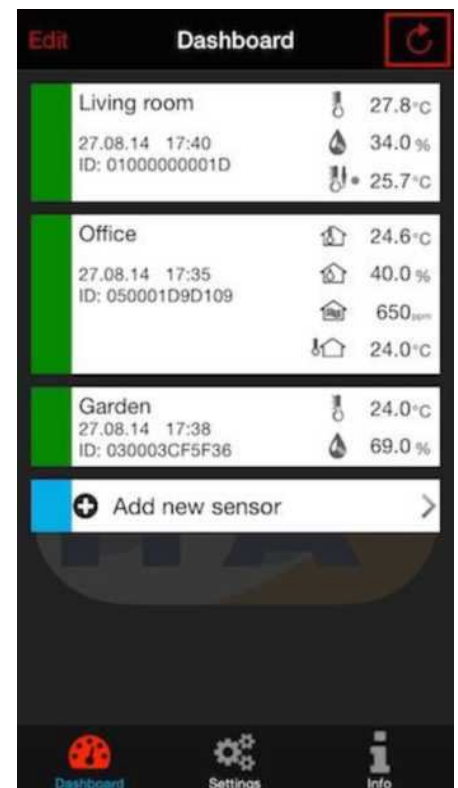 Edit Dashboard
Living room 27.8°C
27.08.14 17:40 34.0 %
ID: 01000000001D
25.7°C
Office 24.6°C
27.08.14 17:35 40.0 %
ID: 050001D9D109
650 ppm
24.0°C
Garden 24.0°C
27.08.14 17:38
ID: 030003CF5F36 69.0 %
Add new sensor
Dashboard Settings Info